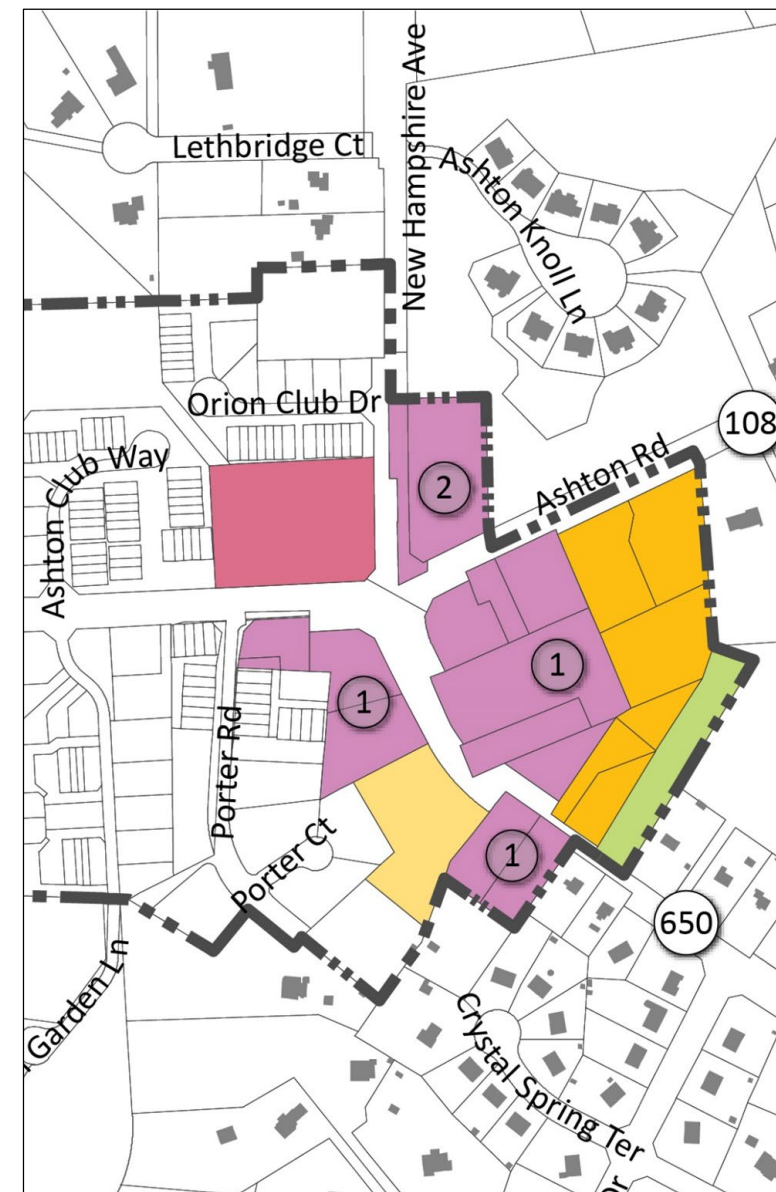 New Hampshire Ave
Lethbridge Ct
Ashton Knoll Ln
Orion Club Dr
108
Ashton Club Way
Ashton Rd
2
1
1
Porter Rd
Porter Ct
1
650
Garden Ln
Crystal Spring Ter
Dr